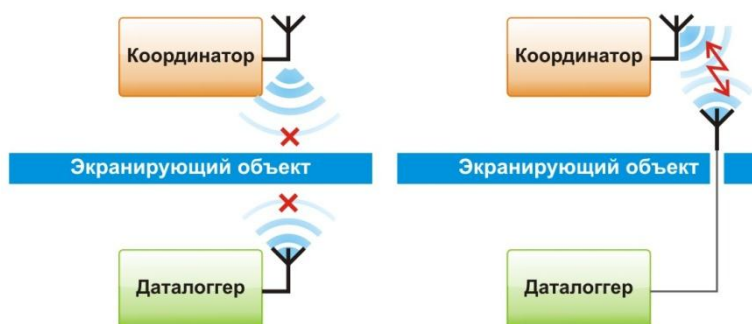 Координатор
Экранирующий объект
Даталоггер
Координатор
Экранирующий объект
Даталоггер